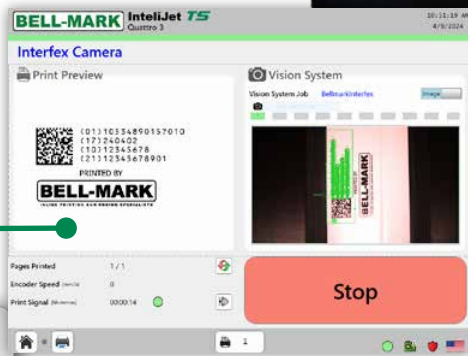 BELL-MARK InteliJet TS
Quattro 3
10:11:19 AM
4/9/2024
Interfex Camera
Print Preview
(01)10334890157010
(17)240402
(10)12345678
(21)12345678901
PRINTED BY
BELL-MARK
Vision System
Vision System Job BellmarkInterfex
Image
BELL-MARK
Pages Printed 1/1
Encoder Speed 0
Print Signal 00:00:14
Stop
1